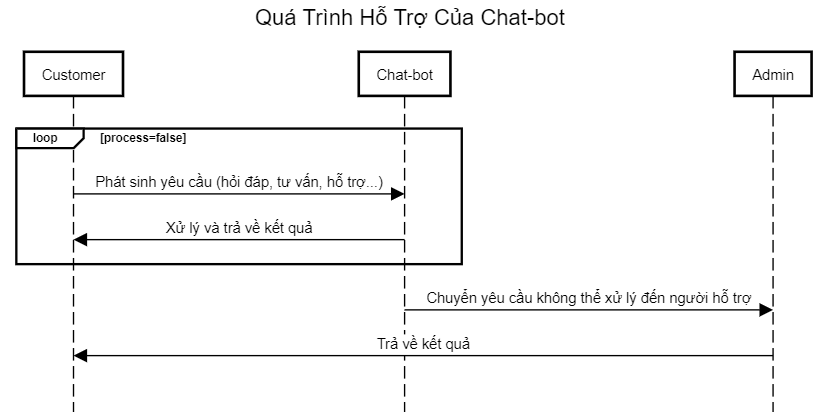 Quá Trình Hỗ Trợ Của Chat-bot
Customer
Chat-bot
Admin
loop
[process=false]
Phát sinh yêu cầu (hỏi đáp, tư vấn, hỗ trợ...)
Xử lý và trả về kết quả
Chuyển yêu cầu không thể xử lý đến người hỗ trợ
Trả về kết quả